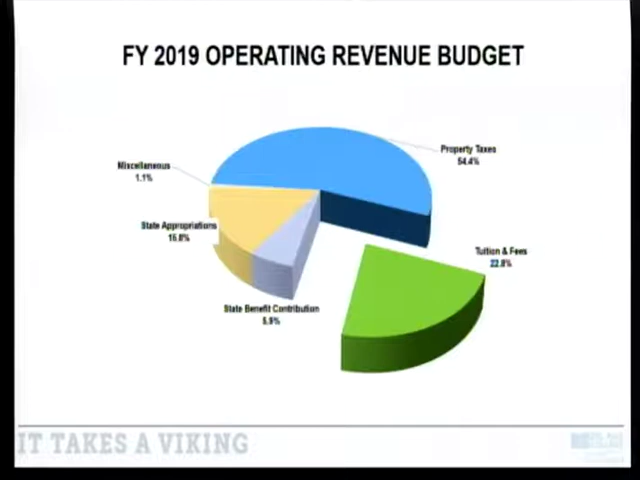 FY 2019 OPERATING REVENUE BUDGET
Property Taxes
54.4%
Miscellaneous
1.1%
State Appropriations
15.8%
Tuition & Fees
22.8%
State Benefit Contribution
5.9%
IT TAKES A VIKING